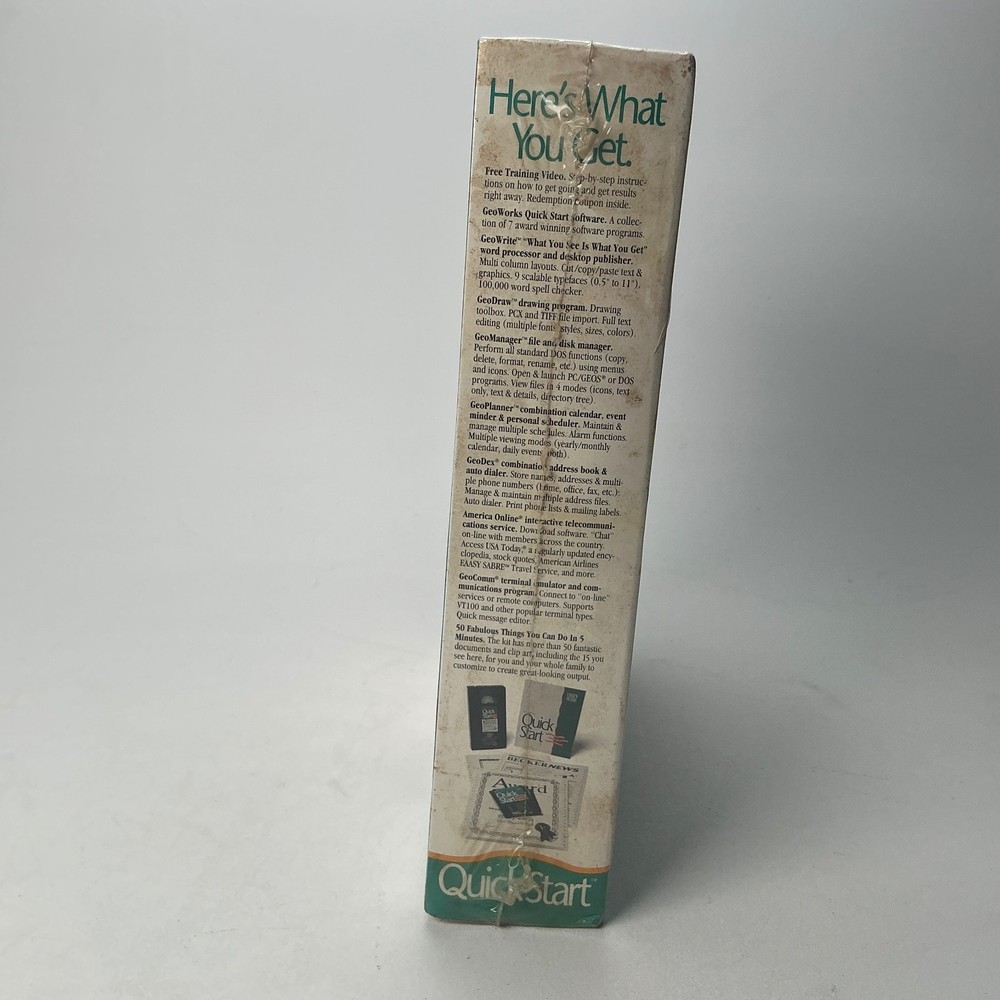 Here's What
You Get.
Free Training Video. Step-by-step instruc-
tions on how to get going and get results
right away. Redemption coupon inside.
GeoWorks Quick Start software. A collec-
tion of 7 award winning software programs.
GeoWrite™ "What You See Is What You Get"
word processor and desktop publisher.
Multi column layouts. Cut/copy/paste text &
graphics. 9 scalable typefaces (0.5" to 11").
100,000 word spell checker.
GeoDraw™ drawing program. Drawing
toolbox. PCX and TIFF file import. Full text
editing (multiple fonts, styles, sizes, colors).
GeoManager™ file and disk manager.
Perform all standard DOS functions (copy,
delete, format, rename, etc.) using menus
and icons. Open & launch PC/GEOS® or DOS
programs. View files in 4 modes (icons, text
only, text & details, directory tree).
GeoPlanner™ combination calendar, event
minder & personal scheduler. Maintain &
manage multiple schedules. Alarm functions.
Multiple viewing modes (yearly/monthly
calendar, daily events, both).
GeoDex® combination address book &
auto dialer. Store names, addresses & multi-
ple phone numbers (home, office, fax, etc.).
Manage & maintain multiple address files.
Auto dialer. Print phone lists & mailing labels.
America Online® interactive telecommuni-
cations service. Download software. "Chat"
on-line with members across the country.
Access USA Today,® a regularly updated ency-
clopedia, stock quotes, American Airlines
EAASY SABRE™ Travel Service, and more.
GeoComm® terminal emulator and com-
munications program. Connect to "on-line"
services or remote computers. Supports
VT100 and other popular terminal types.
Quick message editor.
50 Fabulous Things You Can Do In 5
Minutes. The kit has more than 50 fantastic
documents and clip art, including the 15 you
see here, for you and your whole family to
customize to create great-looking output.
Quick
Start
BECKER NEWS
Award
Quick
Start
Quick Start™